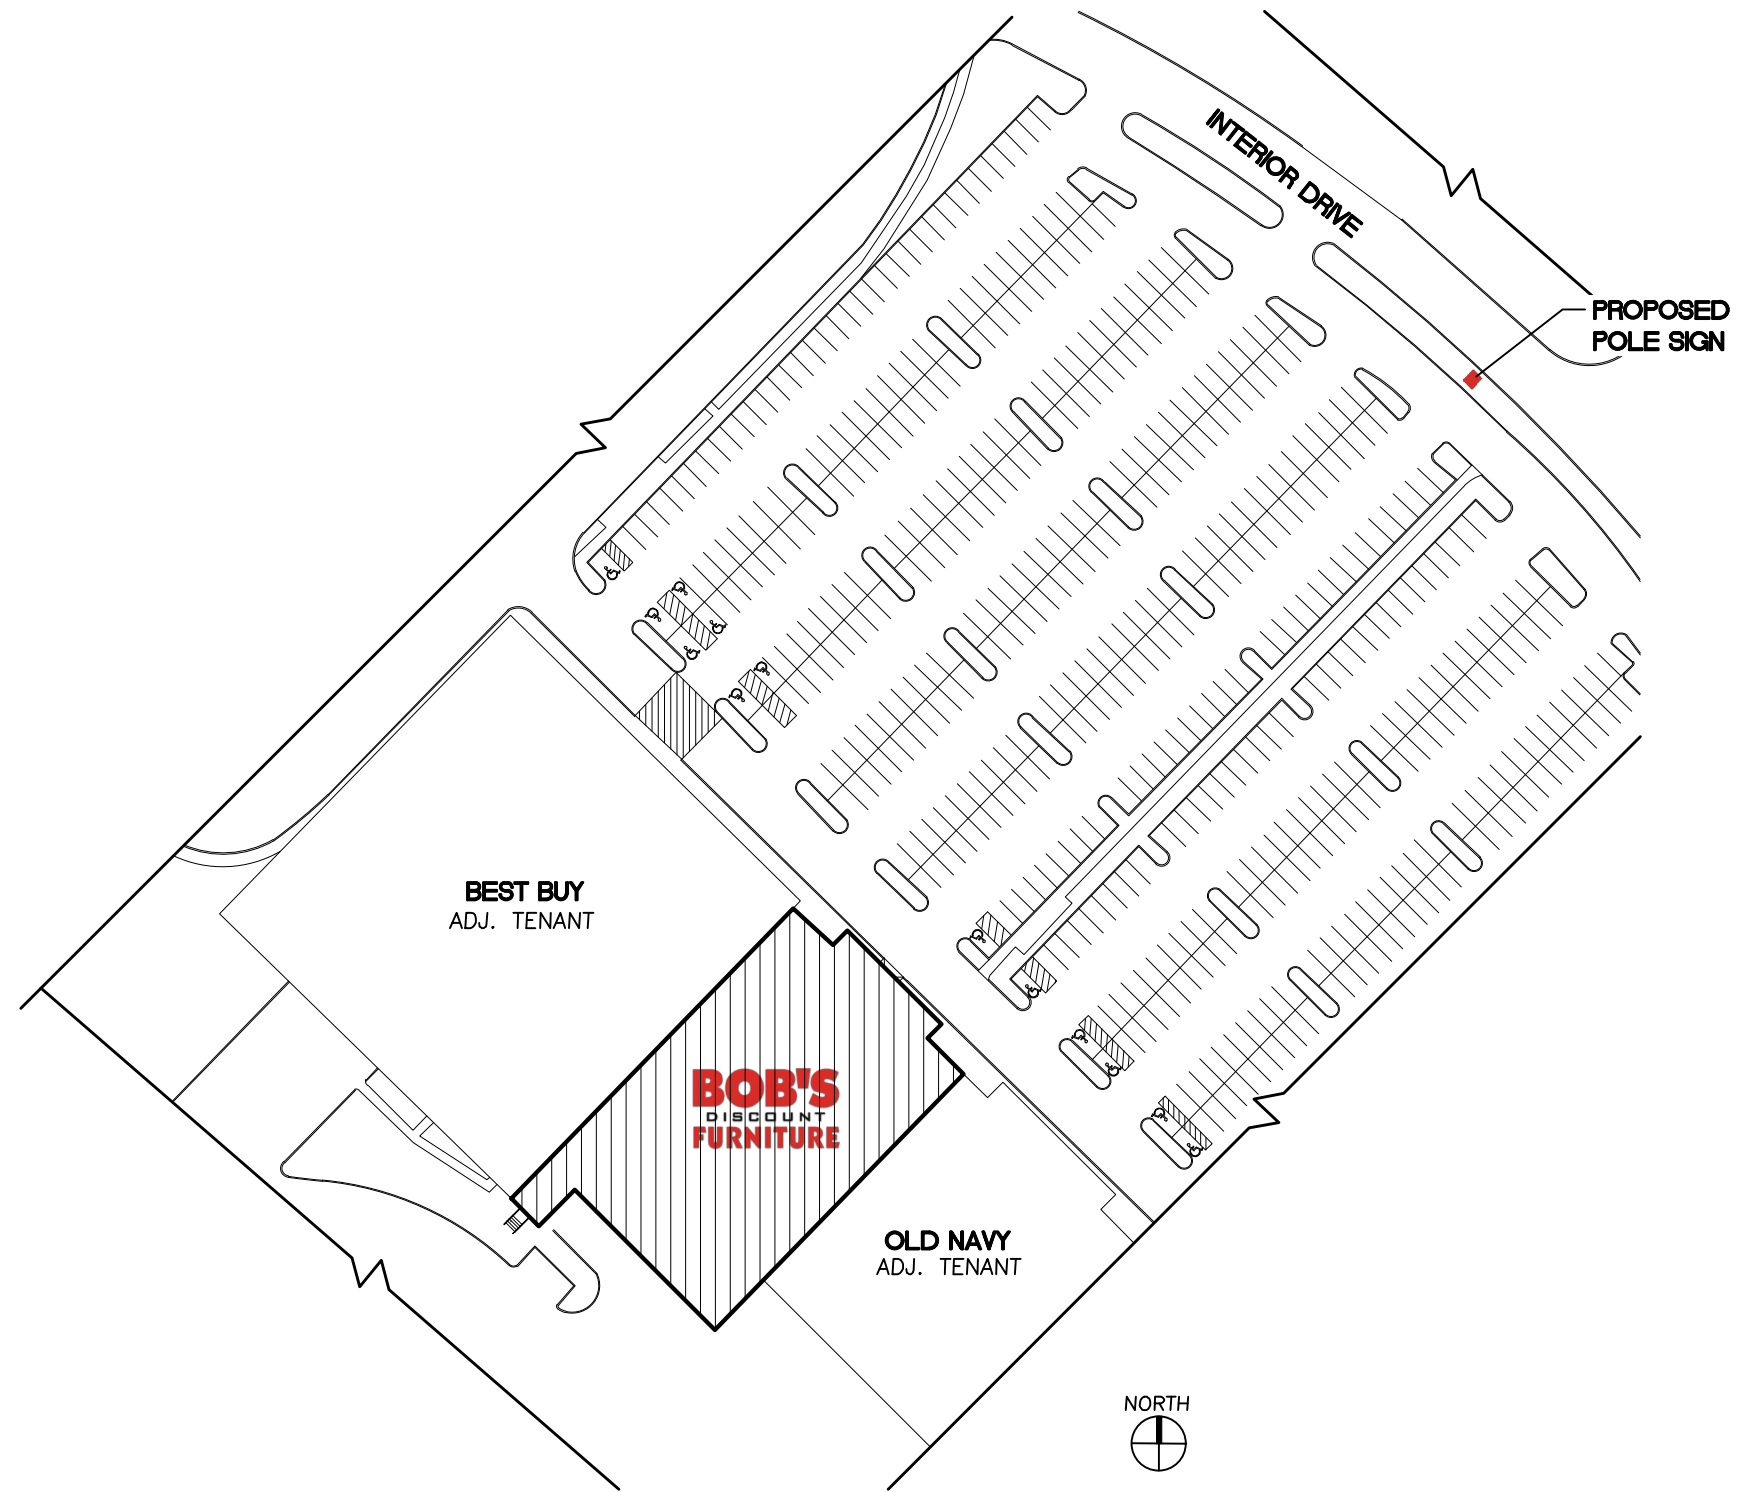 INTERIOR DRIVE
PROPOSED
POLE SIGN
BEST BUY
ADJ. TENANT
BOB'S
DISCOUNT
FURNITURE
OLD NAVY
ADJ. TENANT
NORTH